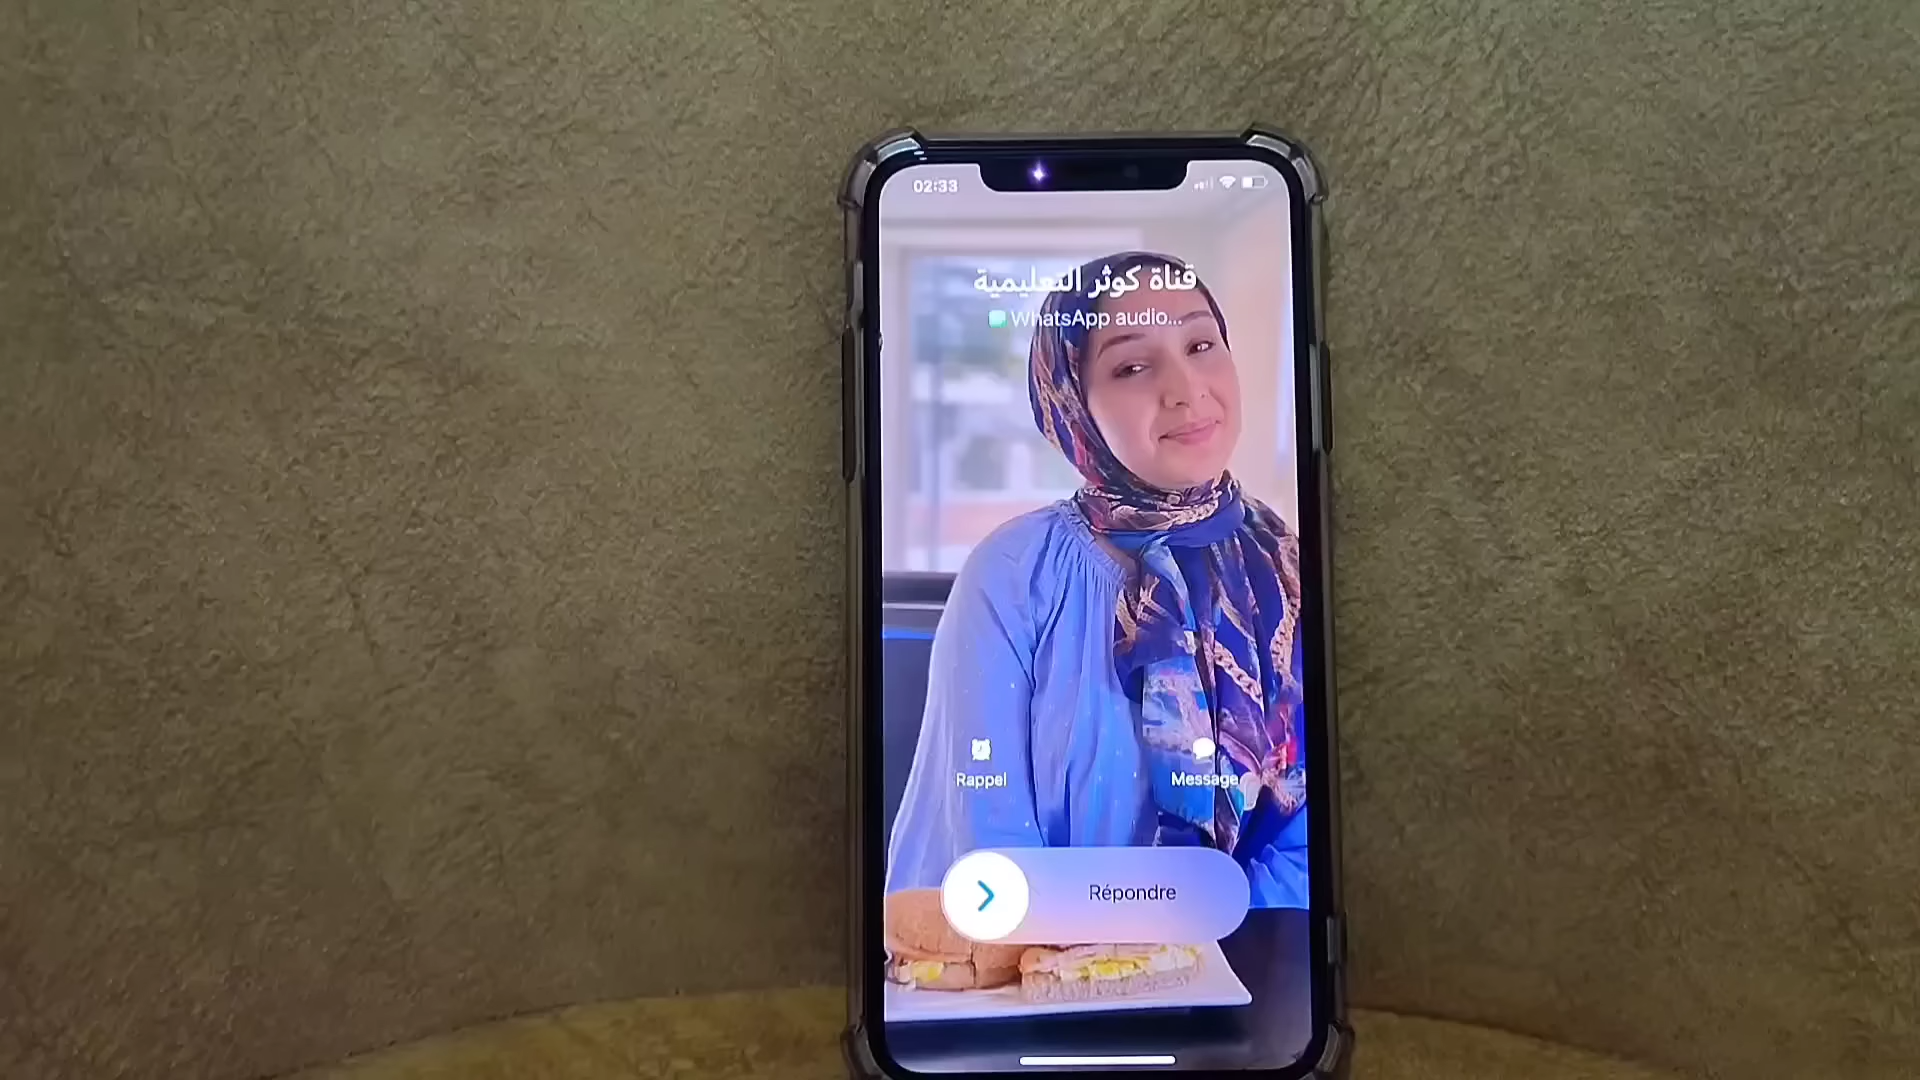 02:33
قناة كوثر التعليمية
WhatsApp audio...
Rappel
Message
Répondre